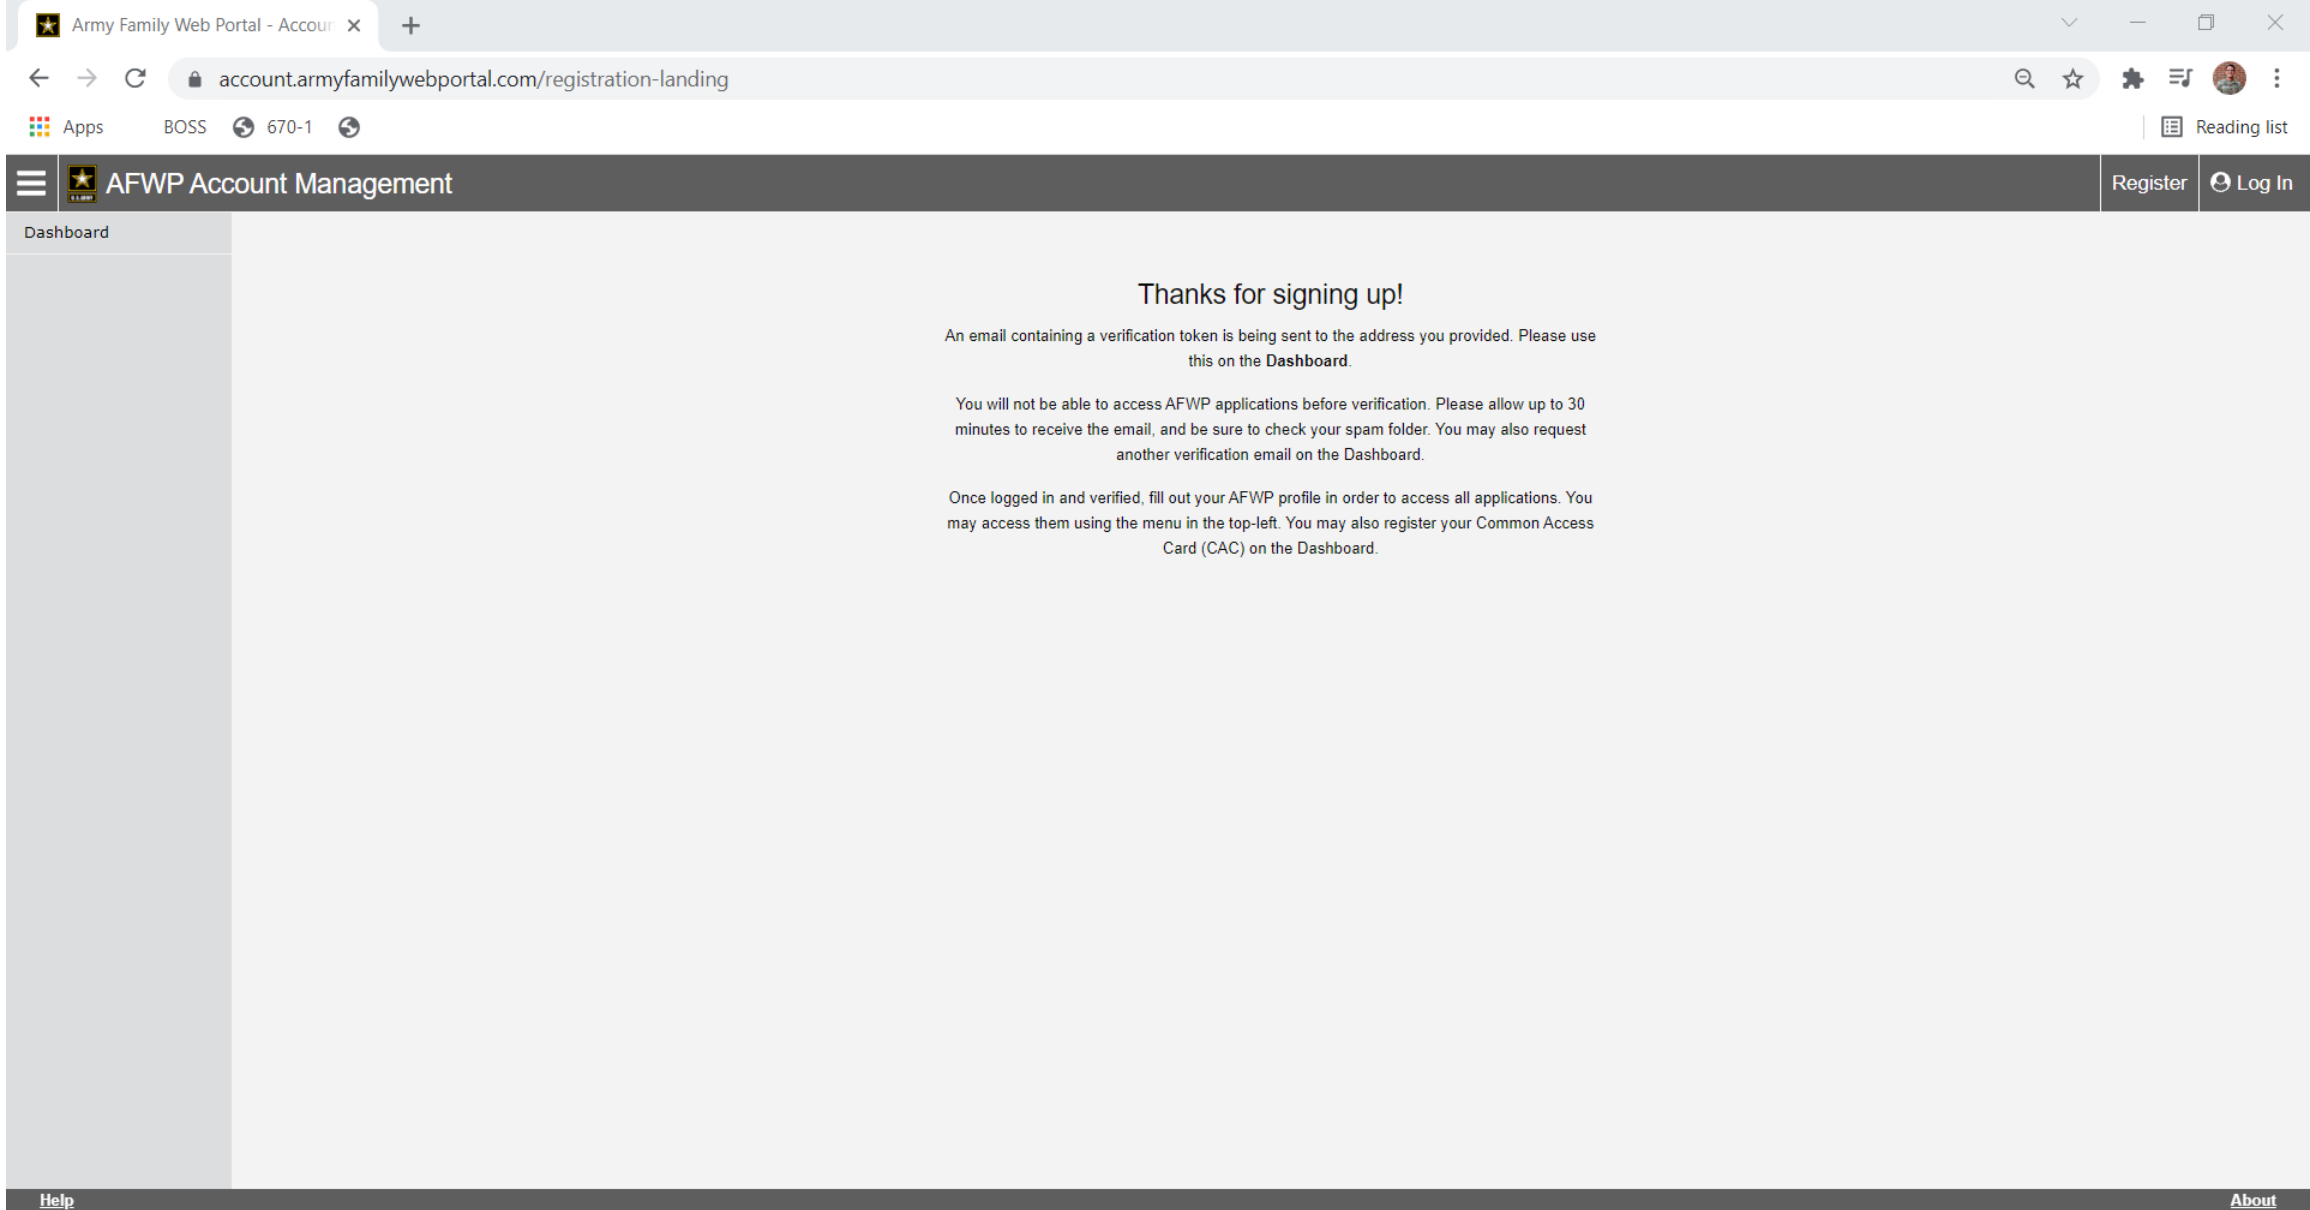 Army Family Web Portal - Accoun
account.armyfamilywebportal.com/registration-landing
Apps BOSS 670-1 Reading list
AFWP Account Management Register Log In
Dashboard
Thanks for signing up!
An email containing a verification token is being sent to the address you provided. Please use
this on the Dashboard.
You will not be able to access AFWP applications before verification. Please allow up to 30
minutes to receive the email, and be sure to check your spam folder. You may also request
another verification email on the Dashboard.
Once logged in and verified, fill out your AFWP profile in order to access all applications. You
may access them using the menu in the top-left. You may also register your Common Access
Card (CAC) on the Dashboard.
Help About